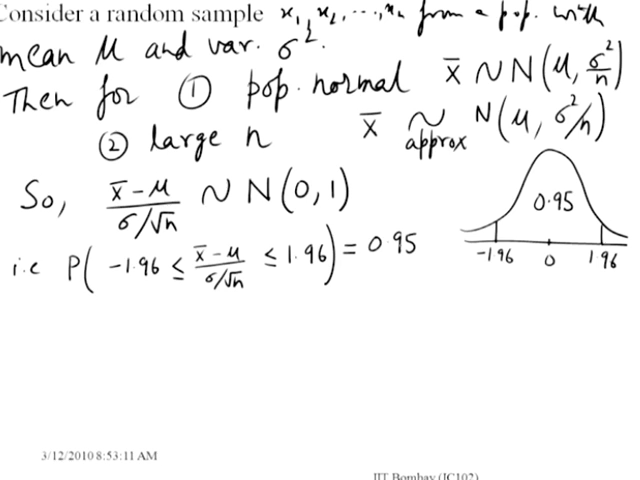 Consider a random sample x₁, x₂, ..., xₙ from a pop. with
mean μ and var. σ².
Then for ① pop. normal x̄ ~ N(μ, σ²/n)
② large n x̄ ~ approx N(μ, σ²/n)
So, (x̄ - μ)/(σ/√n) ~ N(0, 1)
0.95
i.e P( -1.96 ≤ (x̄ - μ)/(σ/√n) ≤ 1.96 ) = 0.95
-1.96 0 1.96
3/12/2010 8:53:11 AM
IIT Bombay (IC102)